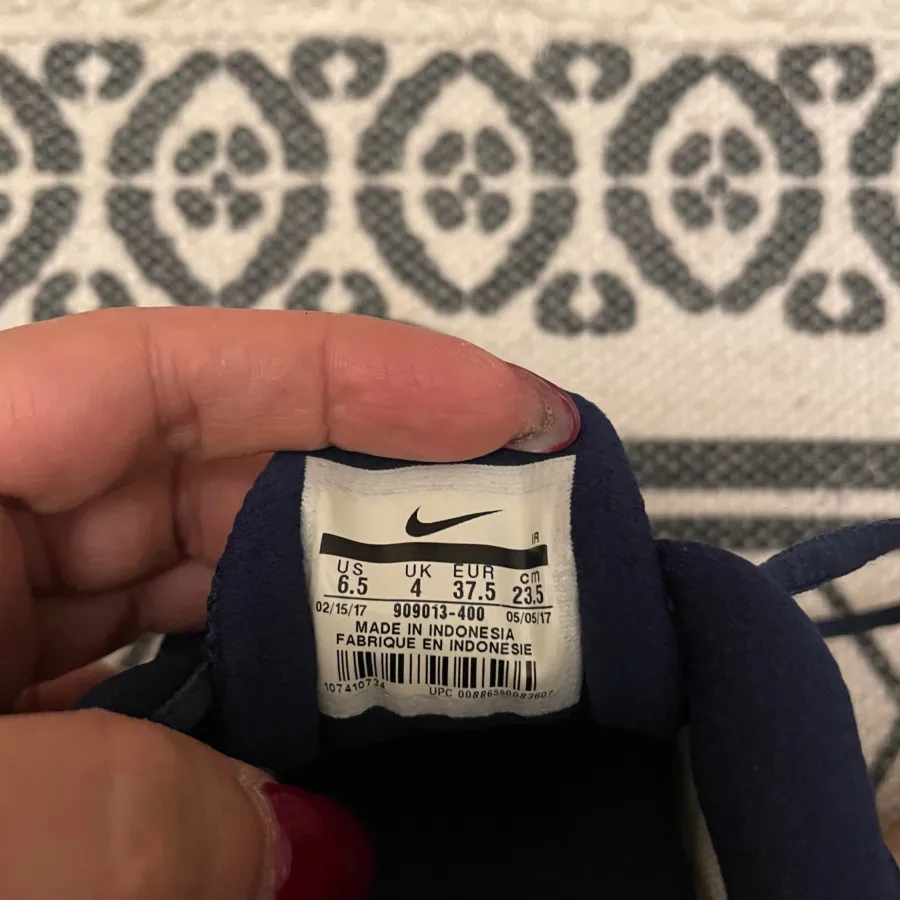 IR
US UK EUR cm
6.5 4 37.5 23.5
02/15/17 909013-400 05/05/17
MADE IN INDONESIA
FABRIQUE EN INDONESIE
107410734 UPC 00886550083607